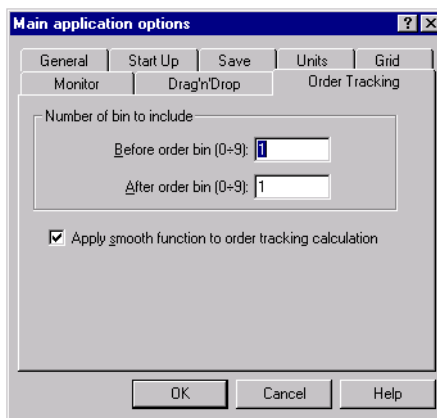 Main application options
General Start Up Save Units Grid
Monitor Drag'n'Drop Order Tracking
Number of bin to include
Before order bin (0÷9): 1
After order bin (0÷9): 1
Apply smooth function to order tracking calculation
OK Cancel Help